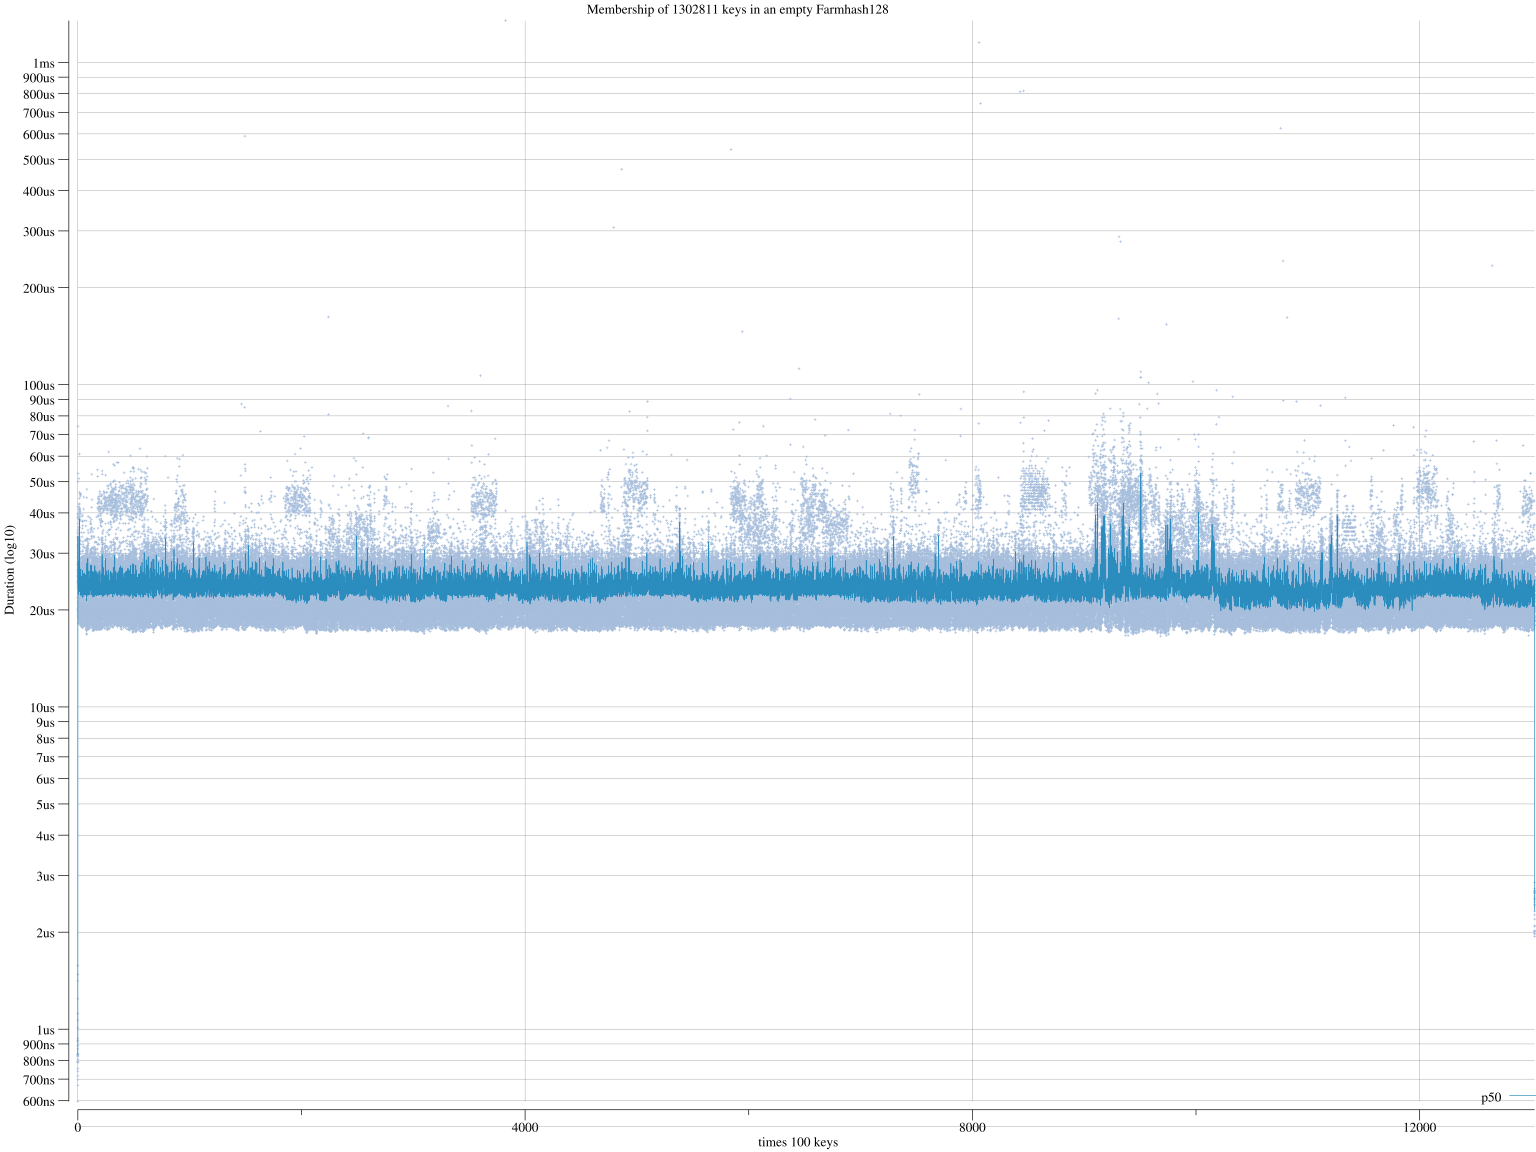 Membership of 1302811 keys in an empty Farmhash128
1ms
900us
800us
700us
600us
500us
400us
300us
200us
100us
90us
80us
70us
60us
50us
40us
30us
20us
10us
9us
8us
7us
6us
5us
4us
3us
2us
1us
900ns
800ns
700ns
600ns
Duration (log10)
p50
0 4000 8000 12000
times 100 keys